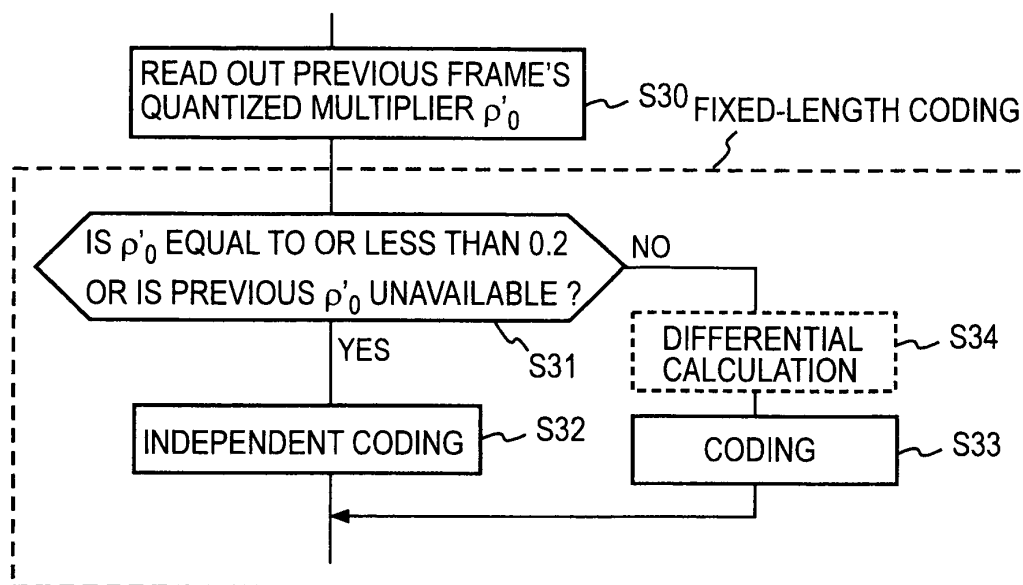 READ OUT PREVIOUS FRAME'S
QUANTIZED MULTIPLIER ρ'0
S30
FIXED-LENGTH CODING
IS ρ'0 EQUAL TO OR LESS THAN 0.2
OR IS PREVIOUS ρ'0 UNAVAILABLE ?
NO
YES
S31
DIFFERENTIAL
CALCULATION
S34
INDEPENDENT CODING
S32
CODING
S33